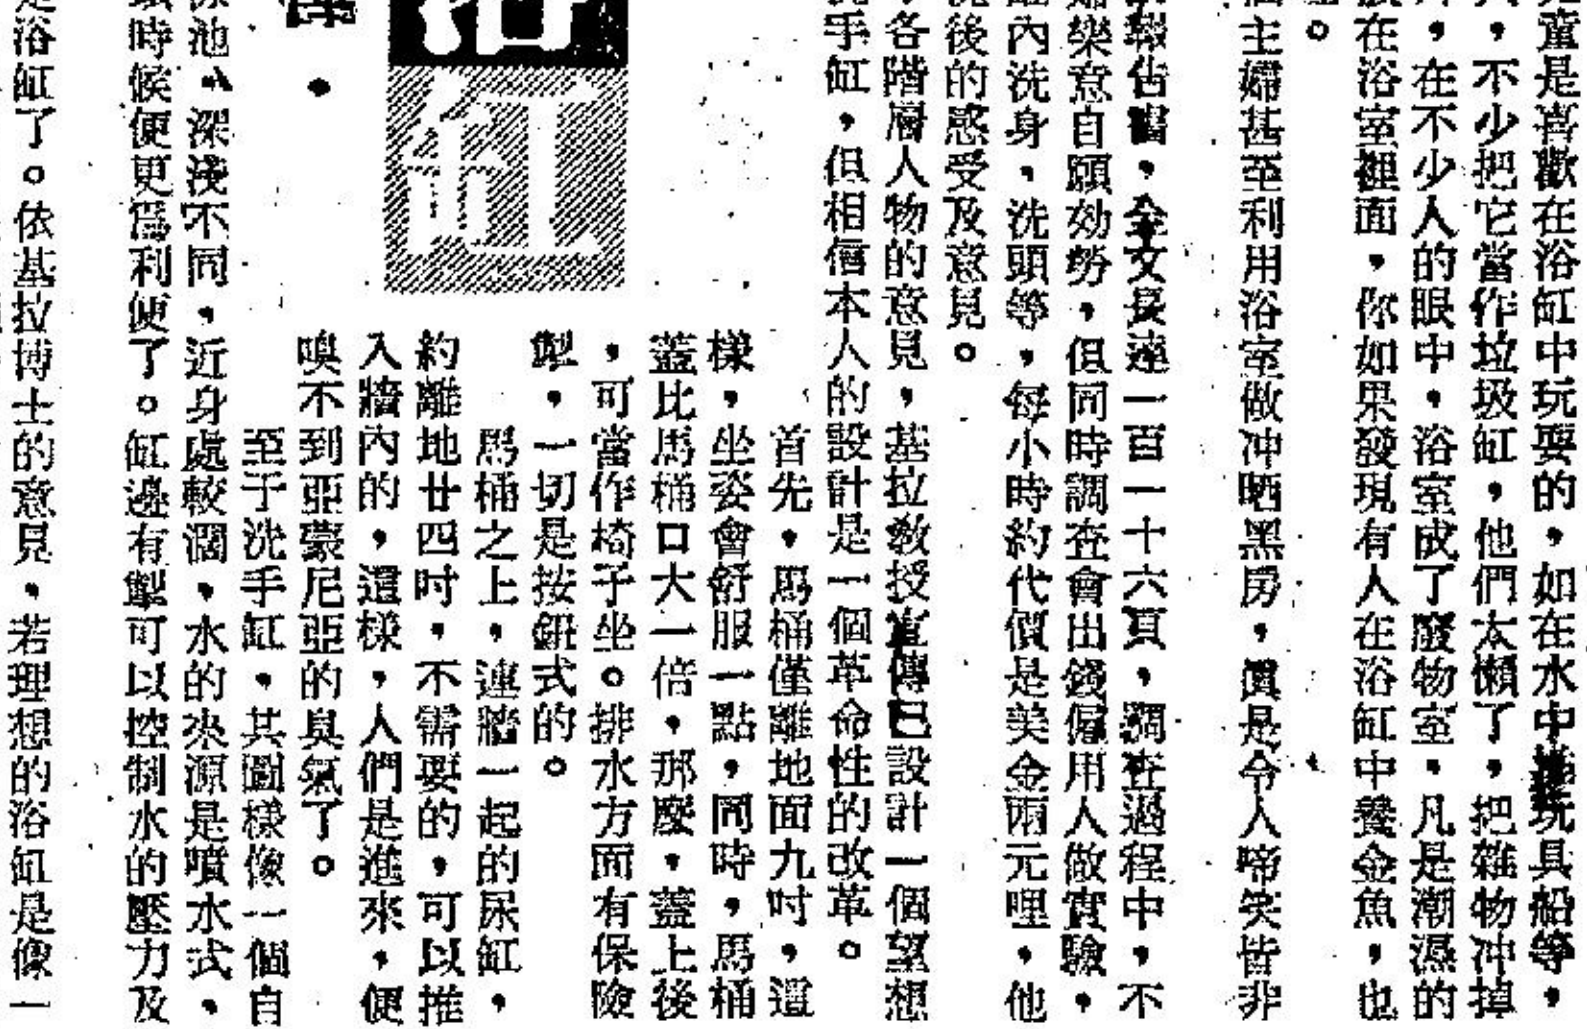 兒童是喜歡在浴缸中玩耍的，如在水中玩具船等，
，不少把它當作垃圾缸，他們太懶了，把雜物冲掉
，在不少人的眼中，浴室成了廢物室，凡是潮濕的
在浴室裡面，你如果發現有人在浴缸中養金魚，也
。
主婦甚至利用浴室做冲晒黑房，眞是令人啼笑皆非
報告書，全文長達一百一十六頁，調查過程中，不
樂意自願効勞，但同時調查會出錢僱用人做實驗，
內洗身，洗頭等，每小時約代價是美金兩元哩，他
後的感受及意見。
各階層人物的意見，基拉敎授宣傳已設計一個望想
手缸，但相信本人的設計是一個革命性的改革。
浴缸
首先，馬桶僅離地面九吋，這
樣，坐姿會舒服一點，同時，馬桶
蓋比馬桶口大一倍，那麽，蓋上後
，可當作椅子坐。排水方面有保險
掣，一切是按鈕式的。
馬桶之上，連牆一起的尿缸，
約離地廿四吋，不需要的，可以推
入牆內的，這樣，人們是進來，便
嗅不到亞蒙尼亞的臭氣了。
至于洗手缸，其圖樣像一個自
池，深淺不同，近身處較濶，水的來源是噴水式，
時候便更爲利便了。缸邊有掣可以控制水的壓力及
是浴缸了。依基拉博士的意見，若理想的浴缸是像一